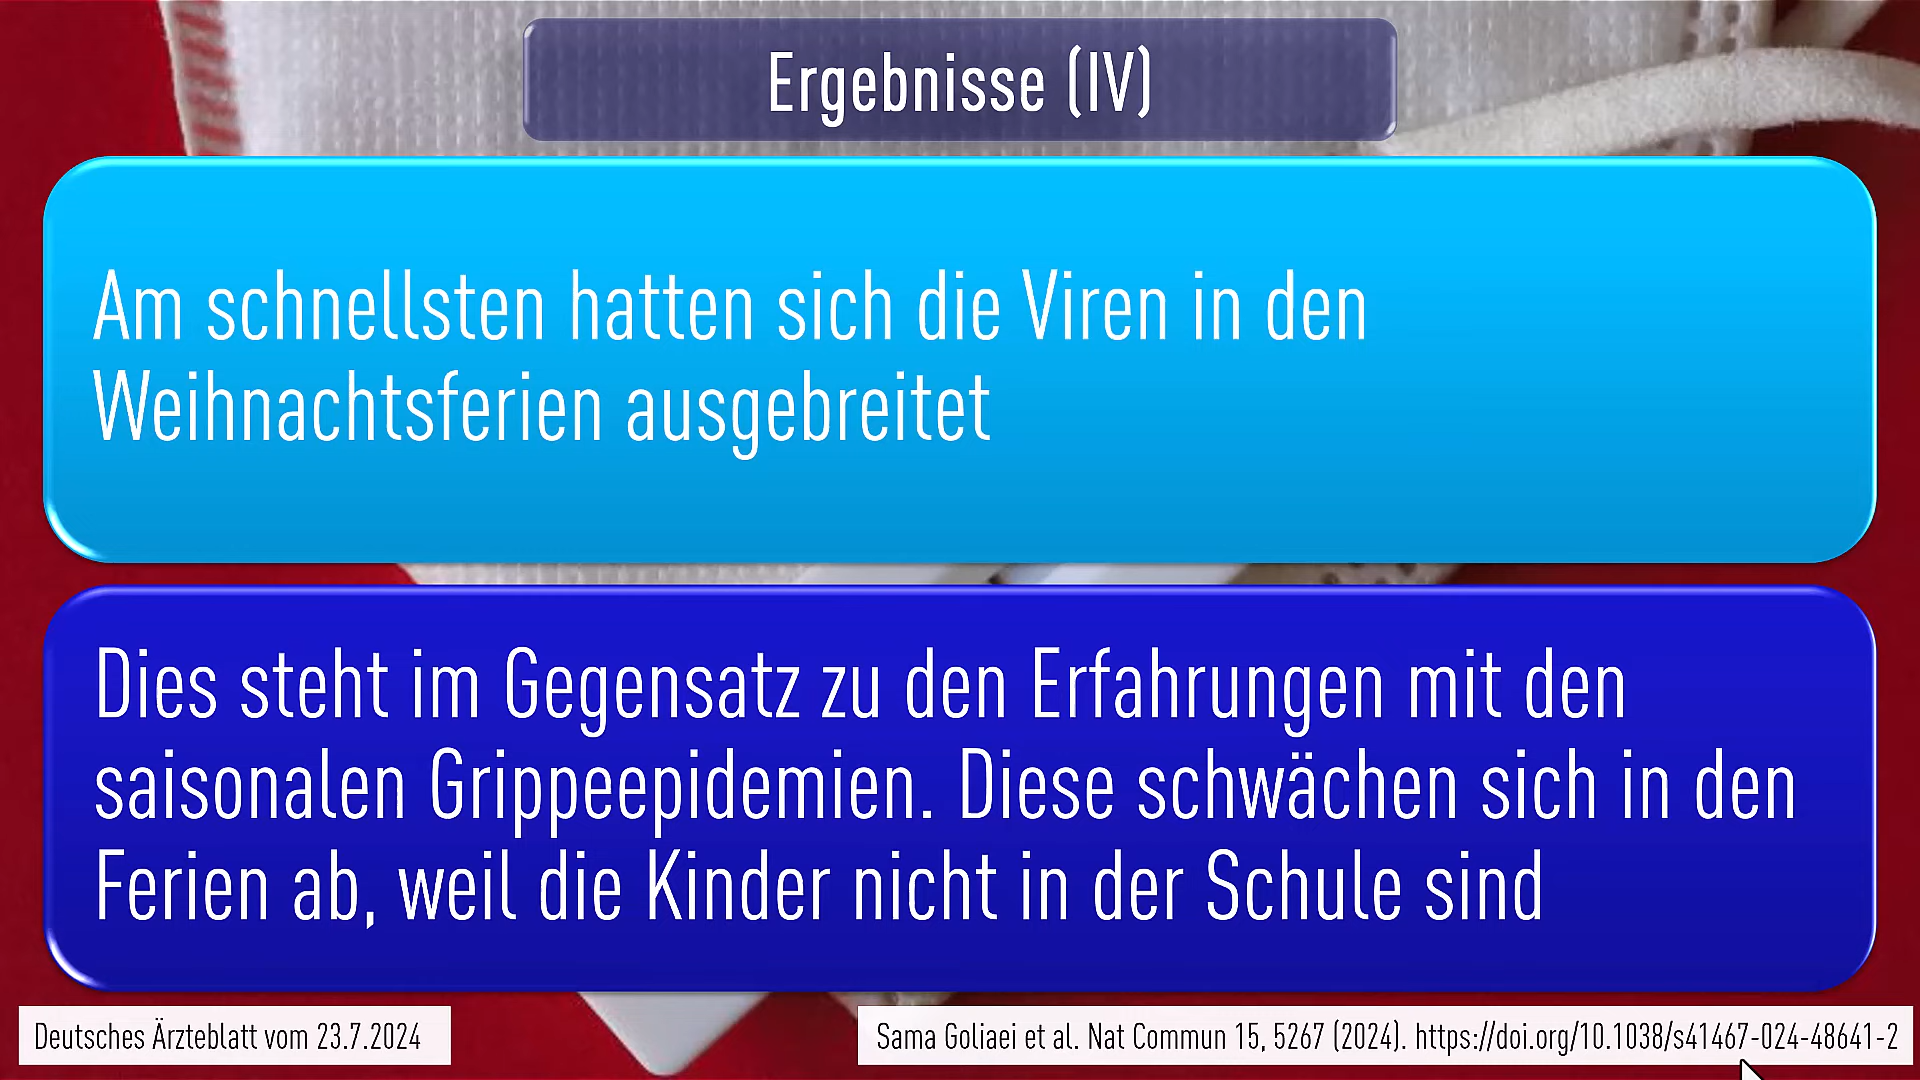 Ergebnisse (IV)
Am schnellsten hatten sich die Viren in den
Weihnachtsferien ausgebreitet
Dies steht im Gegensatz zu den Erfahrungen mit den
saisonalen Grippeepidemien. Diese schwächen sich in den
Ferien ab, weil die Kinder nicht in der Schule sind
Deutsches Ärzteblatt vom 23.7.2024
Sama Goliaei et al. Nat Commun 15, 5267 (2024). https://doi.org/10.1038/s41467-024-48641-2